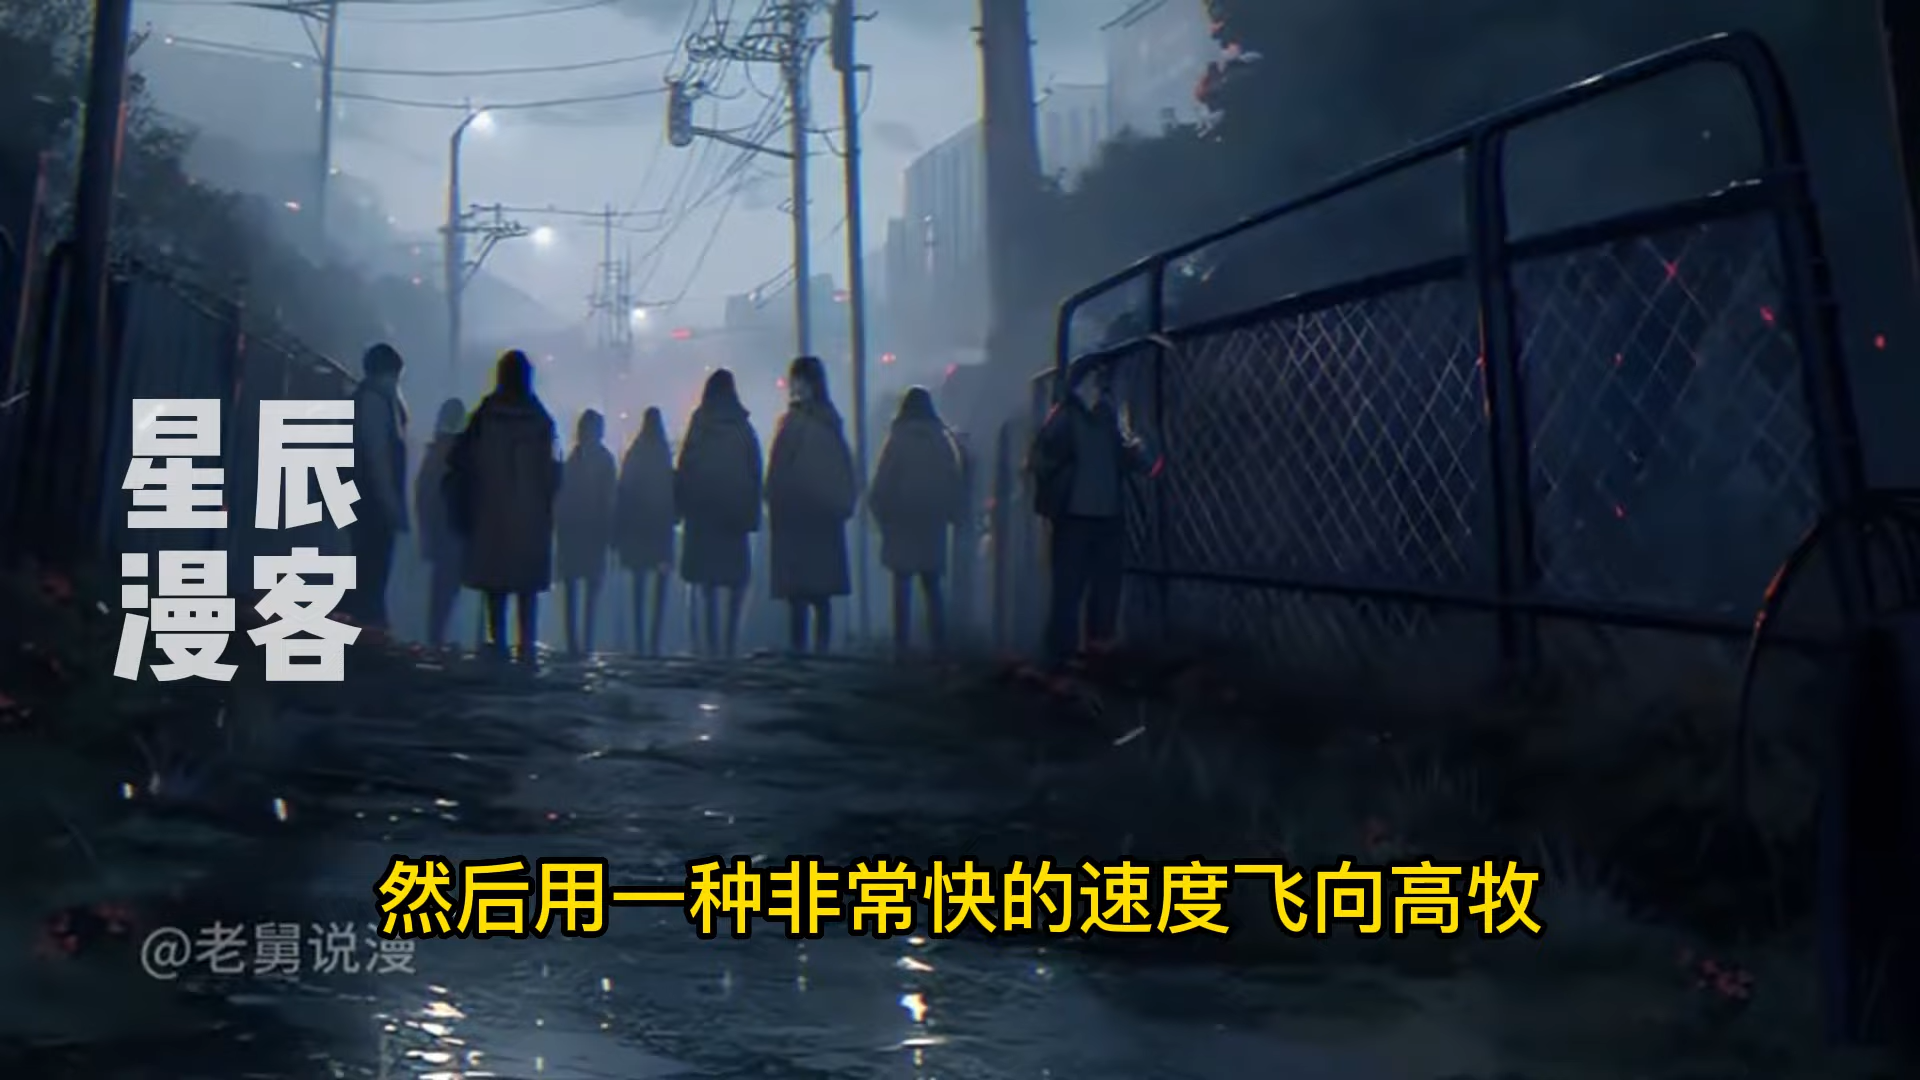 星辰
漫客
然后用一种非常快的速度飞向高牧
@老舅说漫